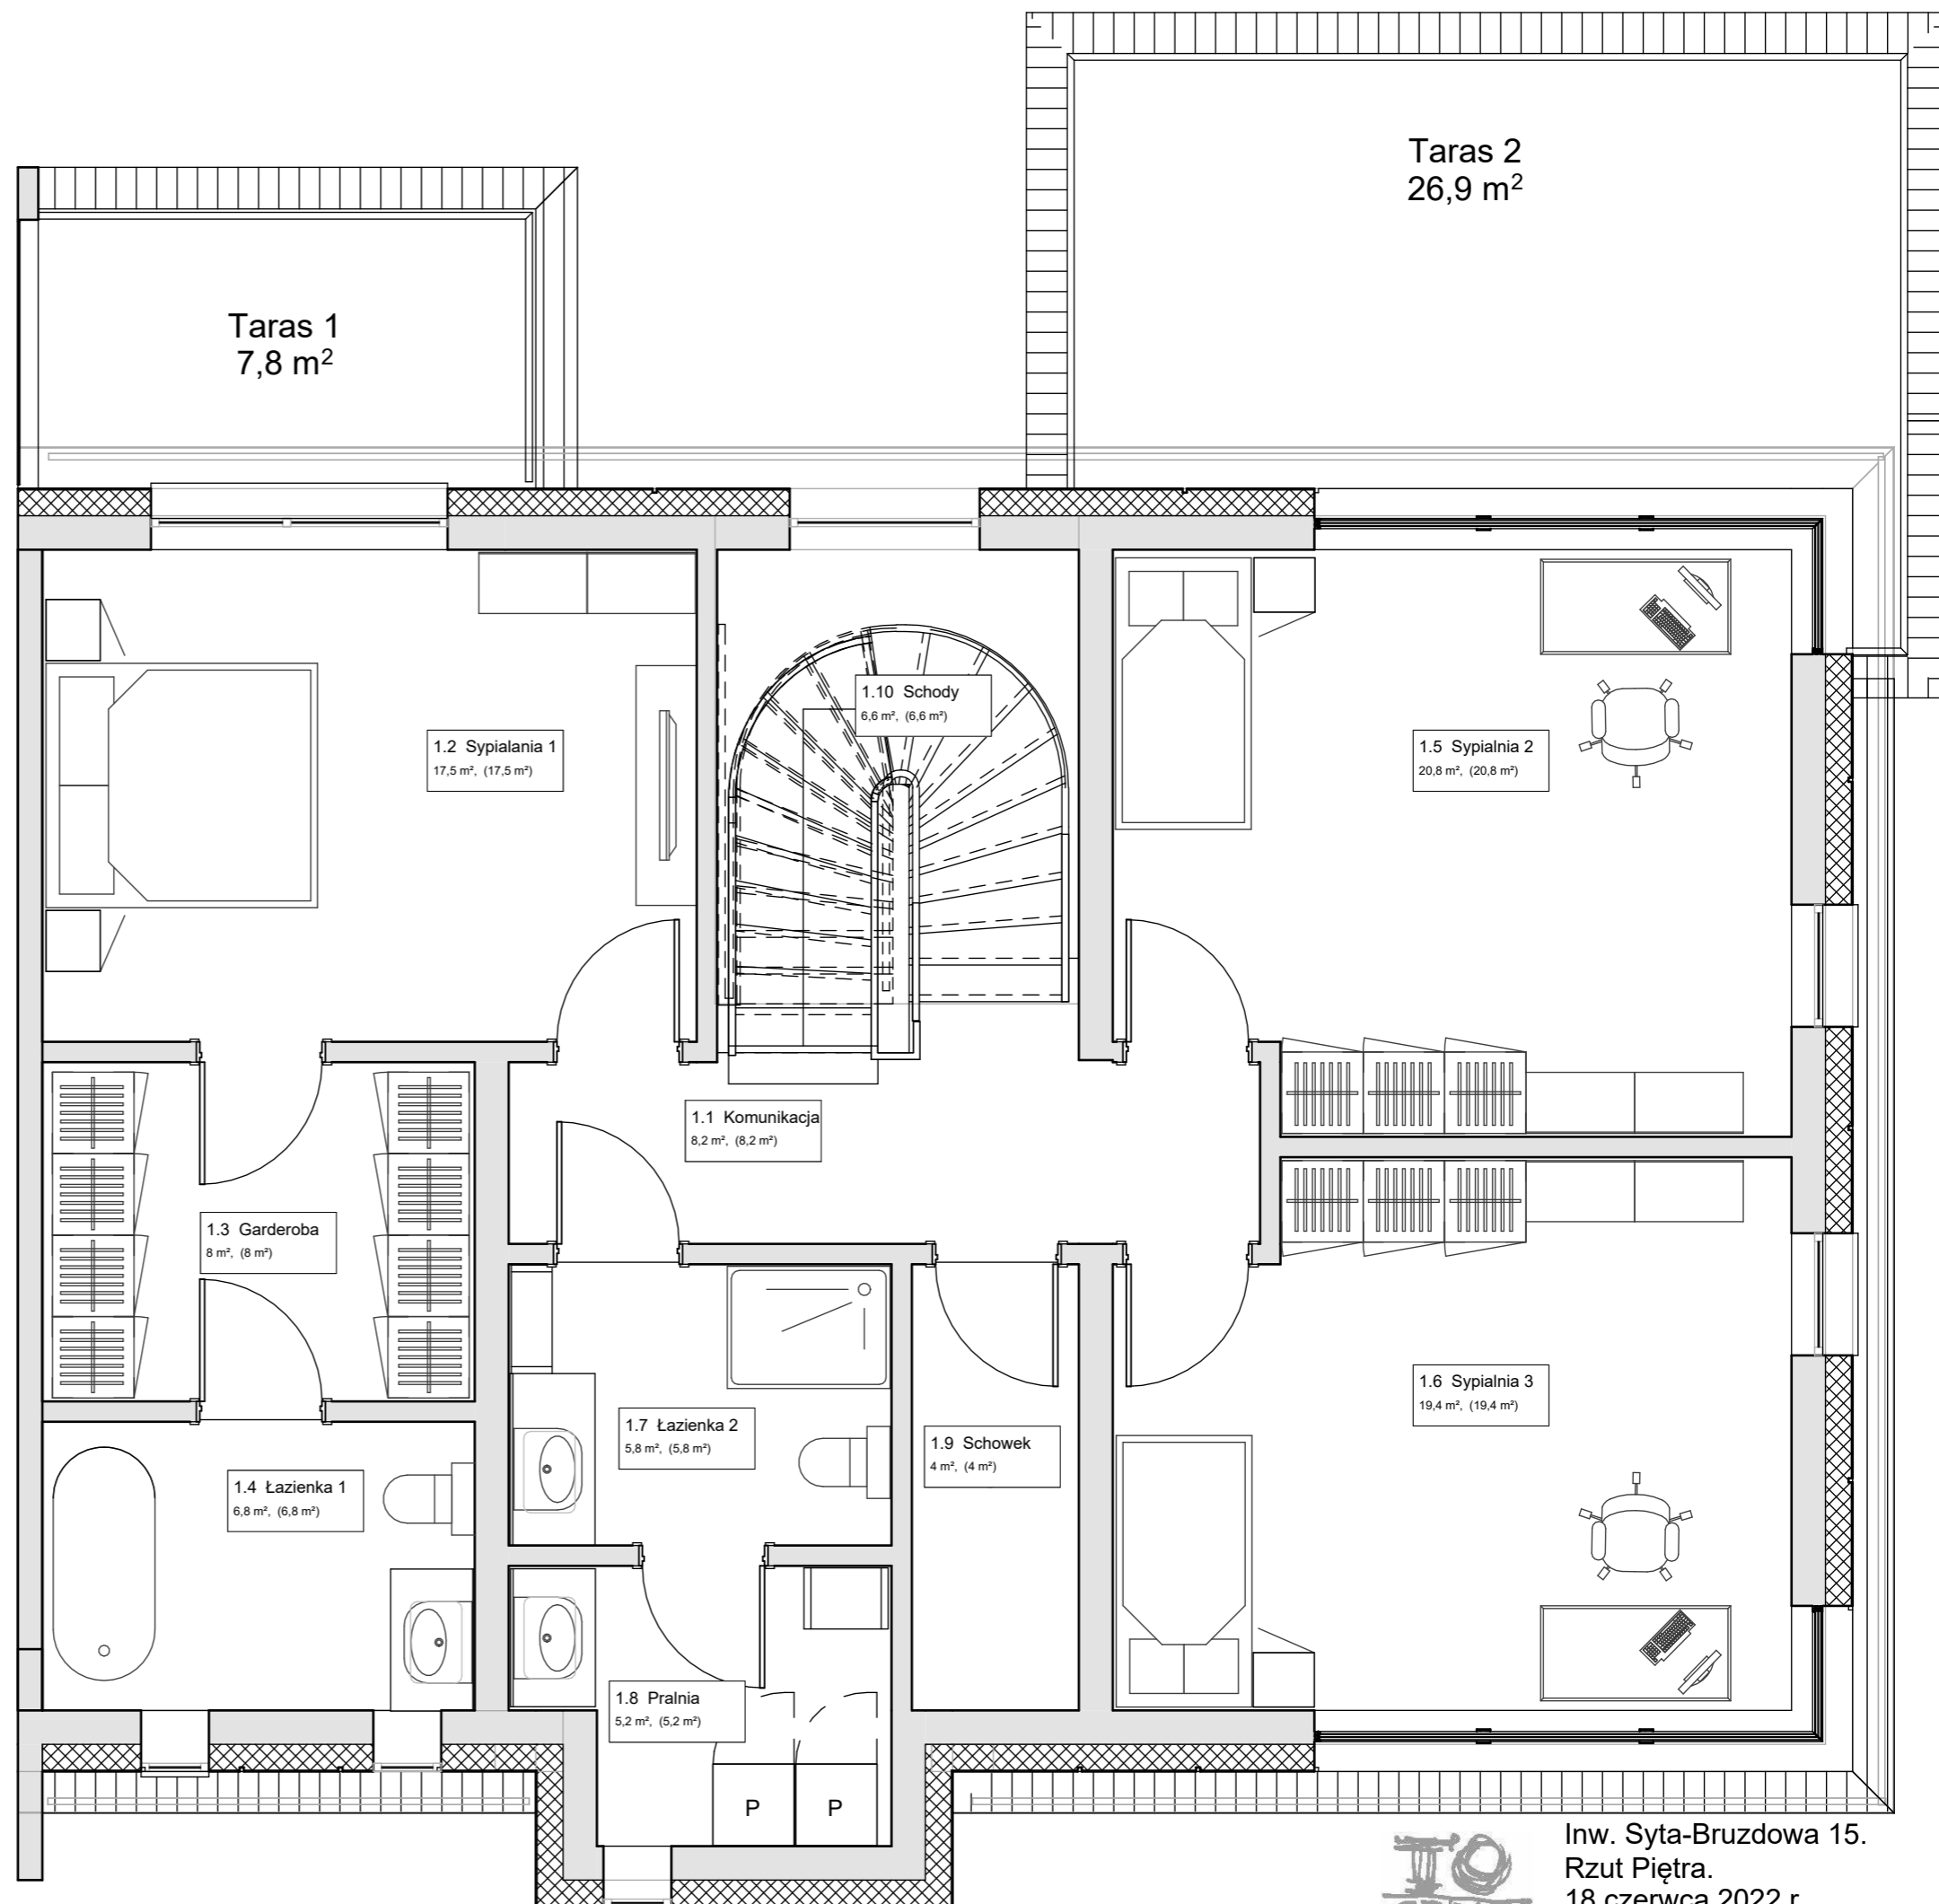 Taras 2
26,9 m²
Taras 1
7,8 m²
1.10 Schody
6,6 m², (6,6 m²)
1.2 Sypialania 1
17,5 m², (17,5 m²)
1.5 Sypialnia 2
20,8 m², (20,8 m²)
1.1 Komunikacja
8,2 m², (8,2 m²)
1.3 Garderoba
8 m², (8 m²)
1.6 Sypialnia 3
19,4 m², (19,4 m²)
1.7 Łazienka 2
5,8 m², (5,8 m²)
1.9 Schowek
4 m², (4 m²)
1.4 Łazienka 1
6,8 m², (6,8 m²)
1.8 Pralnia
5,2 m², (5,2 m²)
P P
Inw. Syta-Bruzdowa 15.
Rzut Piętra.
18 czerwca 2022 r